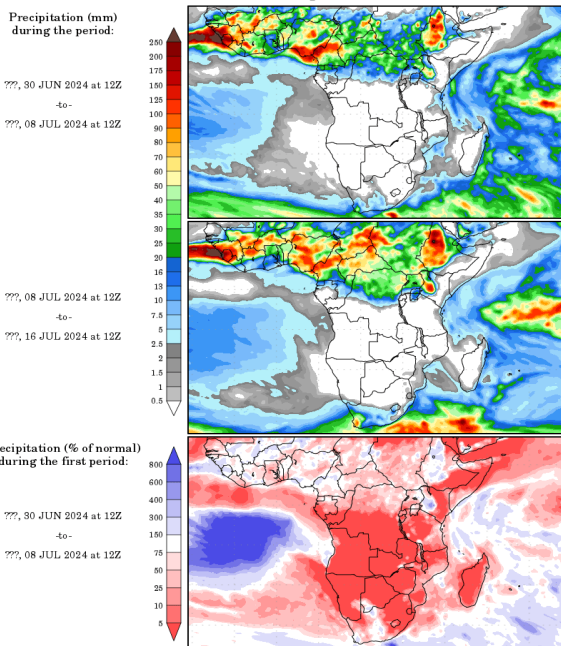 Precipitation (mm)
during the period:
???, 30 JUN 2024 at 12Z
-to-
???, 08 JUL 2024 at 12Z
???, 08 JUL 2024 at 12Z
-to-
???, 16 JUL 2024 at 12Z
250
200
175
150
125
100
90
80
70
60
50
40
35
30
25
20
16
13
10
7.5
5
2.5
2
1.5
1
0.5
ecipitation (% of normal)
during the first period:
???, 30 JUN 2024 at 12Z
-to-
???, 08 JUL 2024 at 12Z
800
600
400
300
150
75
50
25
10
5